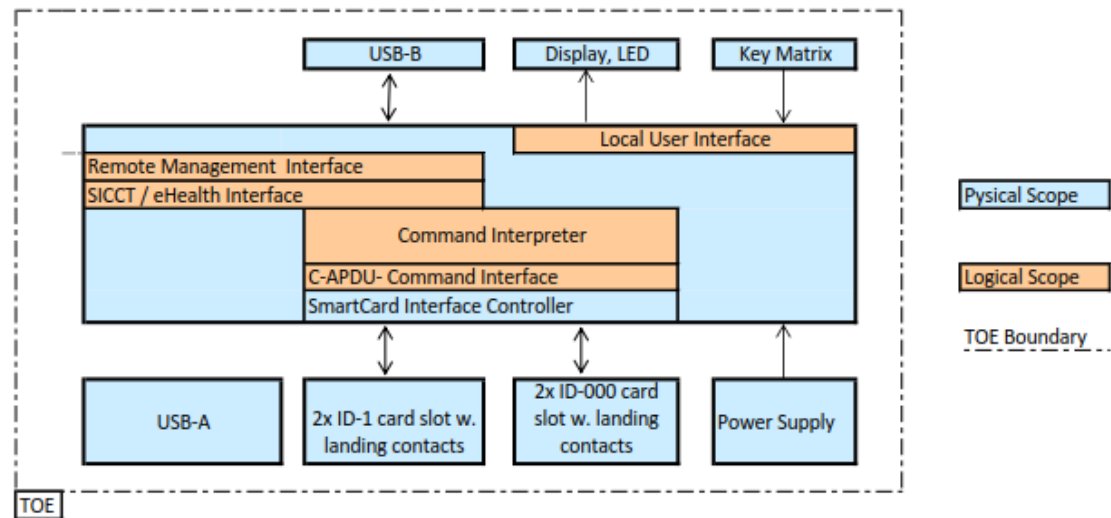 USB-B
Display, LED
Key Matrix
Local User Interface
Remote Management Interface
SICCT / eHealth Interface
Command Interpreter
C-APDU- Command Interface
SmartCard Interface Controller
USB-A
2x ID-1 card slot w.
landing contacts
2x ID-000 card
slot w. landing
contacts
Power Supply
TOE
Pysical Scope
Logical Scope
TOE Boundary